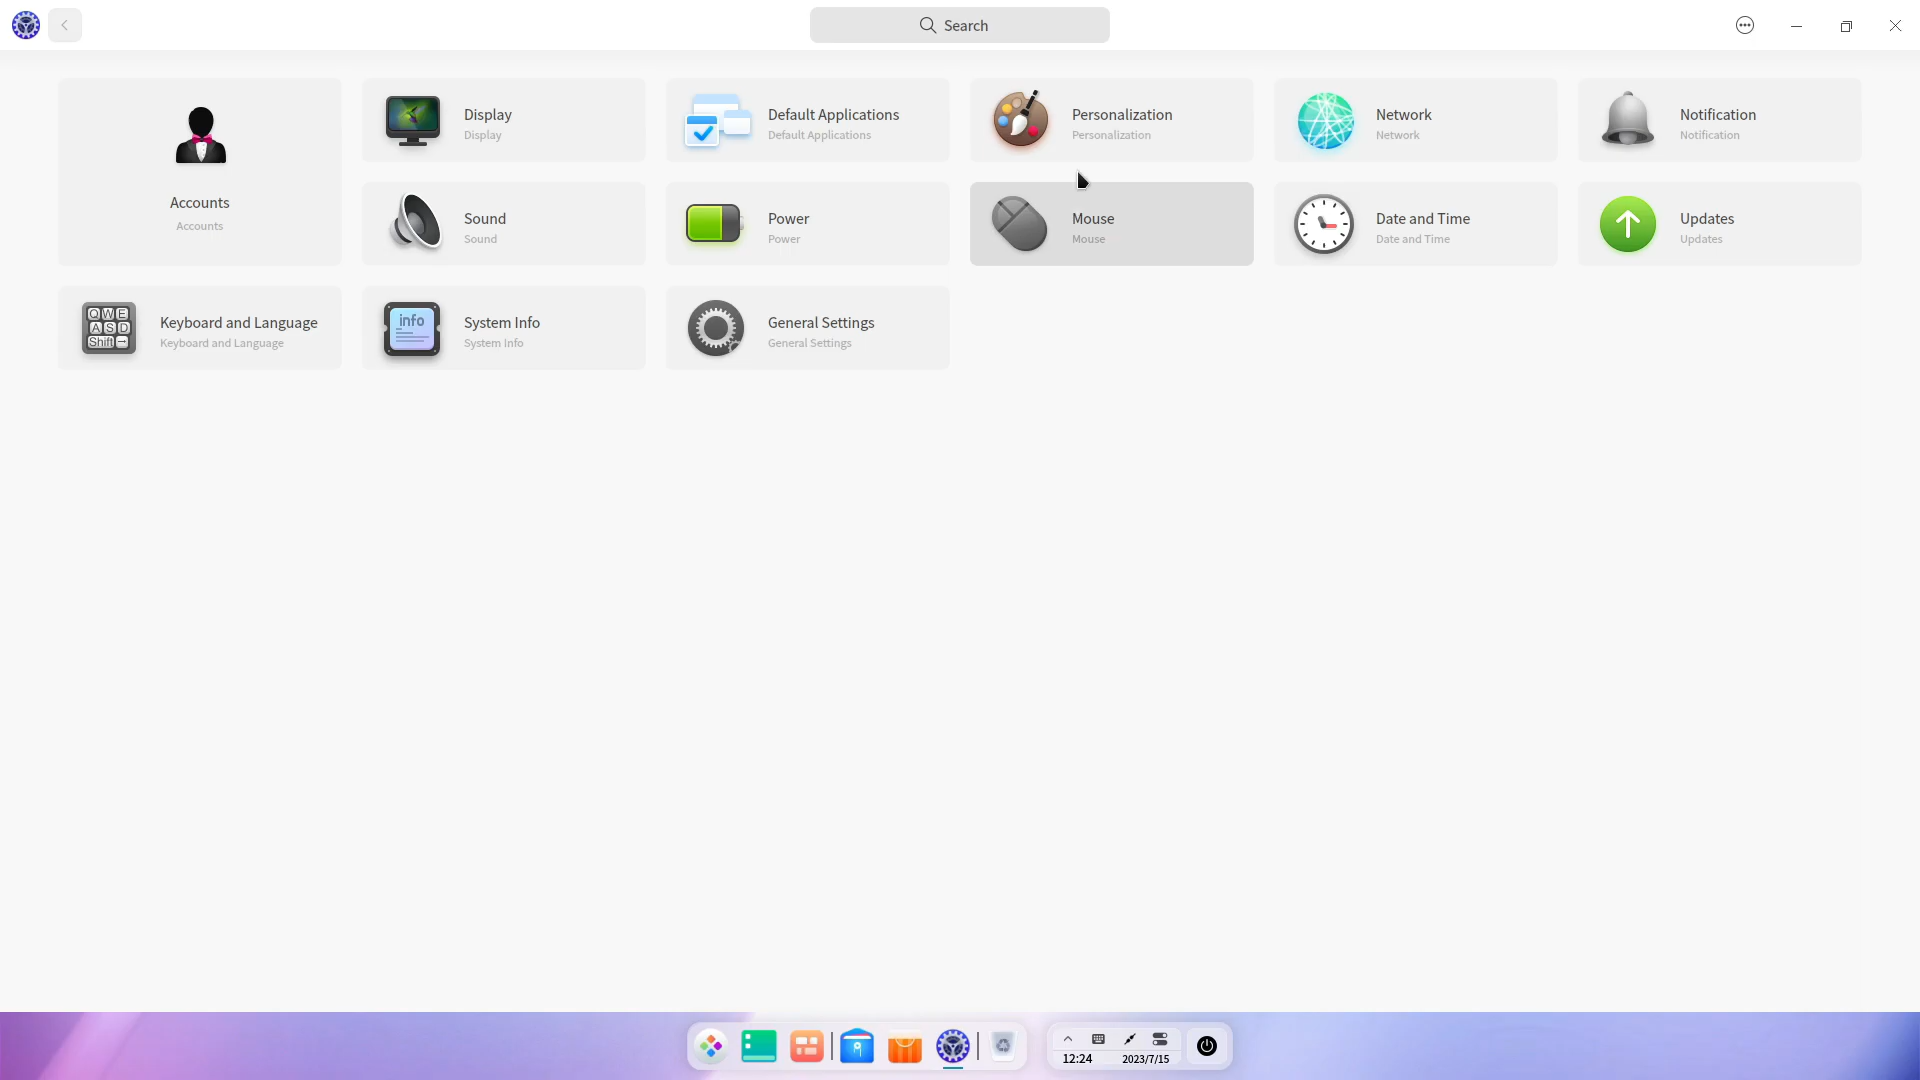 Search
Accounts
Accounts
Display
Display
Default Applications
Default Applications
Personalization
Personalization
Network
Network
Notification
Notification
Sound
Sound
Power
Power
Mouse
Mouse
Date and Time
Date and Time
Updates
Updates
QWE
ASD
Shift→
Keyboard and Language
Keyboard and Language
info
System Info
System Info
General Settings
General Settings
12:24
2023/7/15